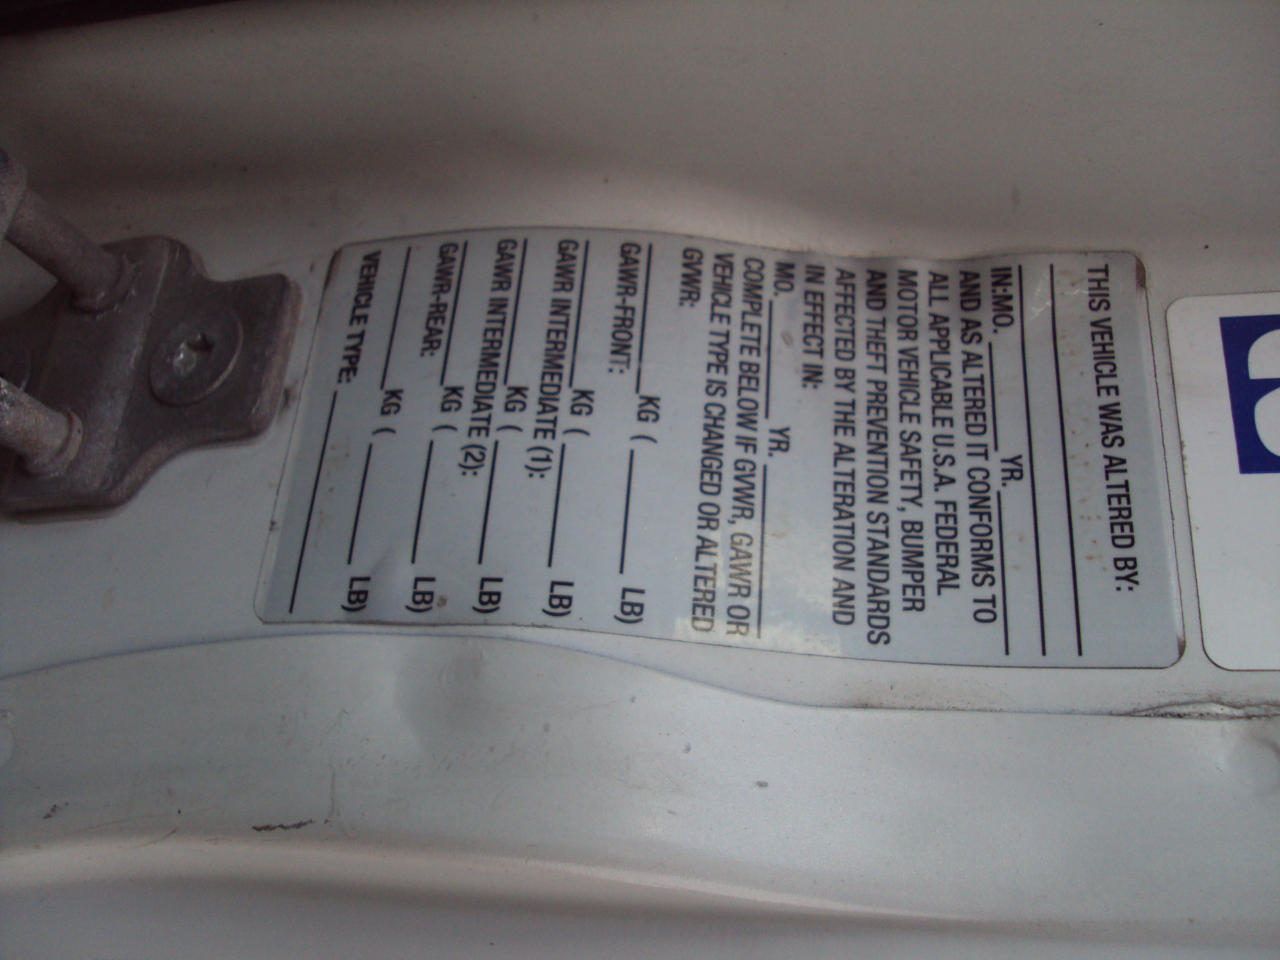 THIS VEHICLE WAS ALTERED BY:
IN:MO. YR.
AND AS ALTERED IT CONFORMS TO
ALL APPLICABLE U.S.A. FEDERAL
MOTOR VEHICLE SAFETY, BUMPER
AND THEFT PREVENTION STANDARDS
AFFECTED BY THE ALTERATION AND
IN EFFECT IN:
MO. YR.
COMPLETE BELOW IF GVWR, GAWR OR
VEHICLE TYPE IS CHANGED OR ALTERED
GVWR:
KG ( LB)
GAWR-FRONT:
KG ( LB)
GAWR INTERMEDIATE (1):
KG ( LB)
GAWR INTERMEDIATE (2):
KG ( LB)
GAWR-REAR:
KG ( LB)
VEHICLE TYPE: